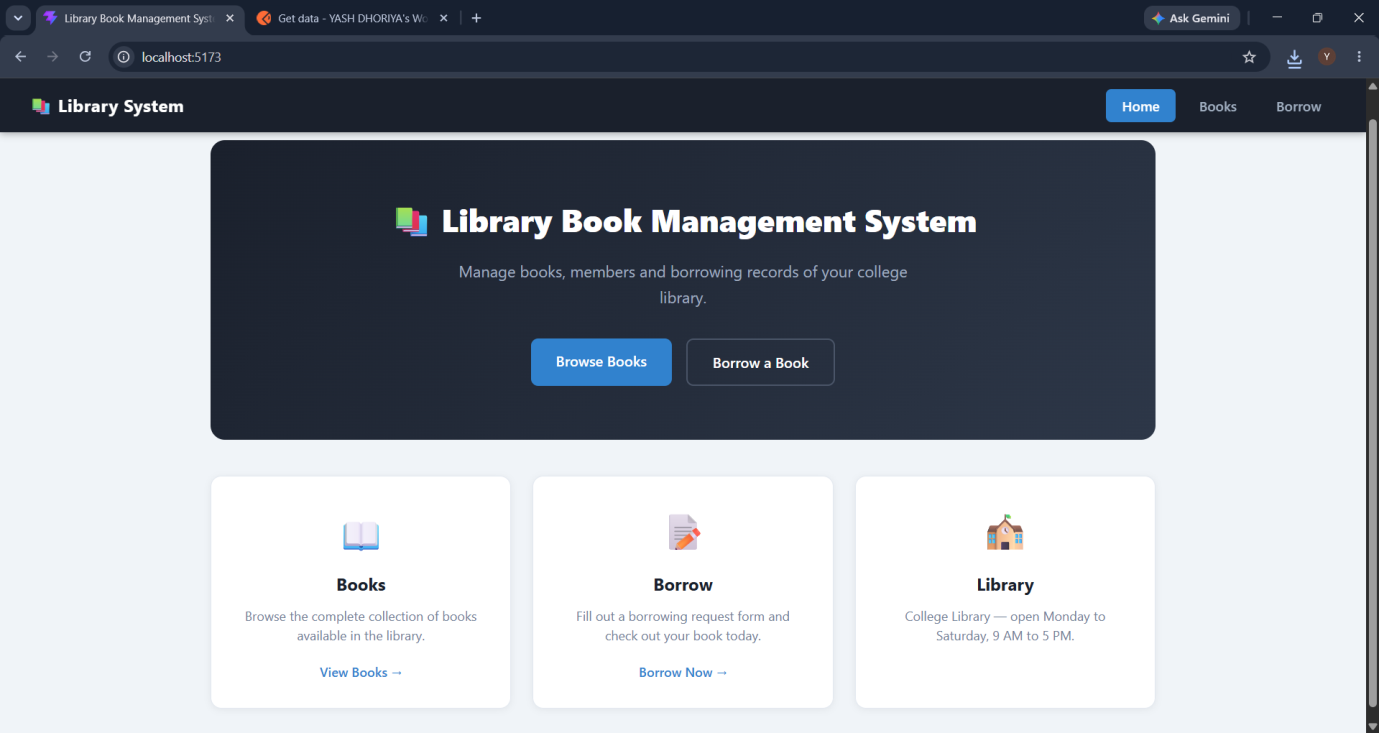 Library Book Management Syst
Get data - YASH DHORIYA's Wo
Ask Gemini
localhost:5173
Y
Library System
Home
Books
Borrow
Library Book Management System
Manage books, members and borrowing records of your college
library.
Browse Books
Borrow a Book
Books
Browse the complete collection of books
available in the library.
View Books →
Borrow
Fill out a borrowing request form and
check out your book today.
Borrow Now →
Library
College Library — open Monday to
Saturday, 9 AM to 5 PM.